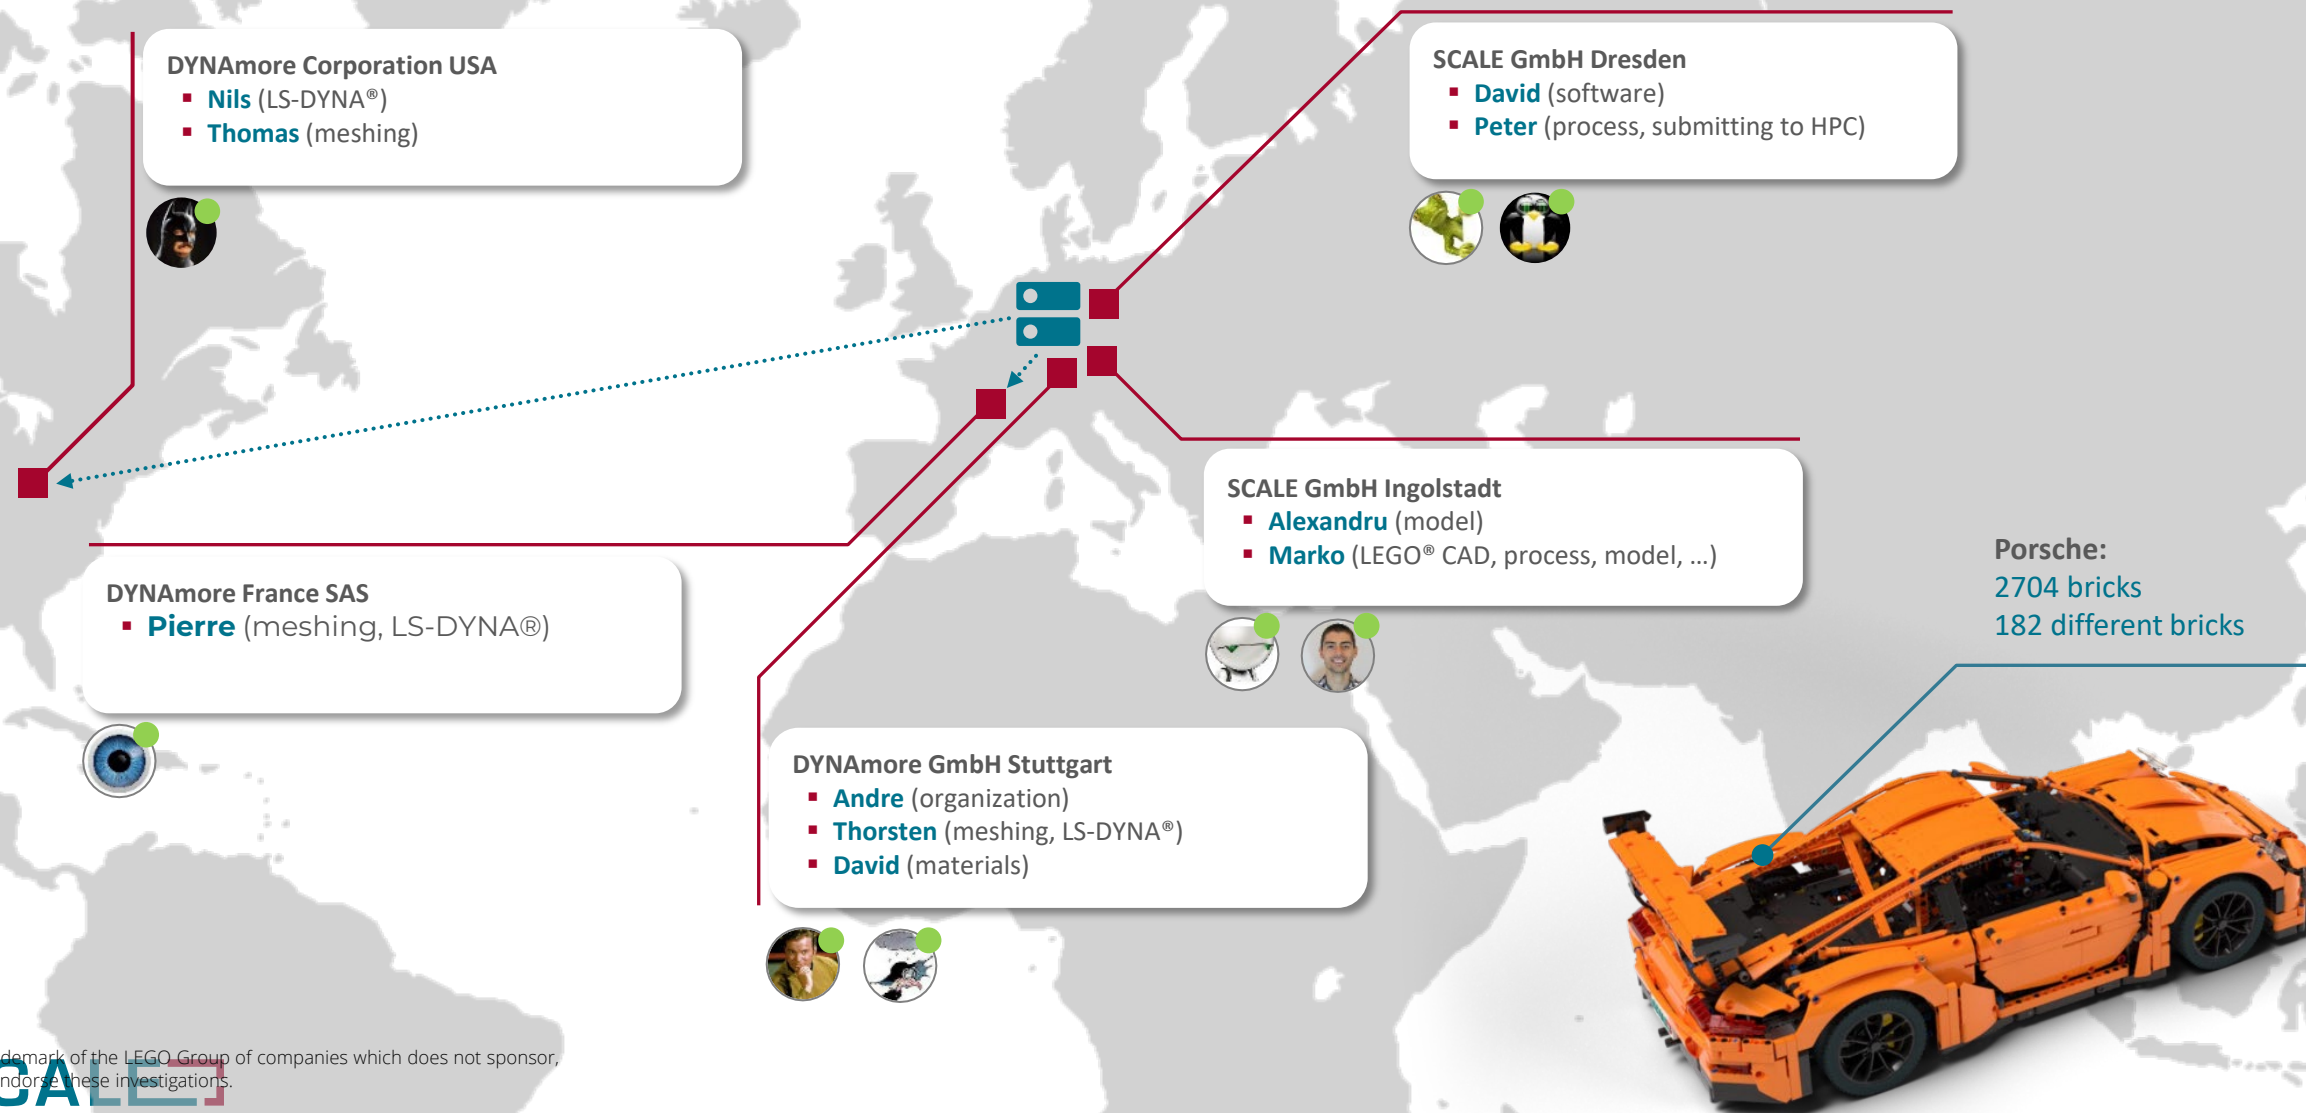 DYNAmore Corporation USA
▪ Nils (LS-DYNA®)
▪ Thomas (meshing)
SCALE GmbH Dresden
▪ David (software)
▪ Peter (process, submitting to HPC)
SCALE GmbH Ingolstadt
▪ Alexandru (model)
▪ Marko (LEGO® CAD, process, model, ...)
DYNAmore France SAS
▪ Pierre (meshing, LS-DYNA®)
Porsche:
2704 bricks
182 different bricks
DYNAmore GmbH Stuttgart
▪ Andre (organization)
▪ Thorsten (meshing, LS-DYNA®)
▪ David (materials)
demark of the LEGO Group of companies which does not sponsor,
ndorse these investigations.
CALE